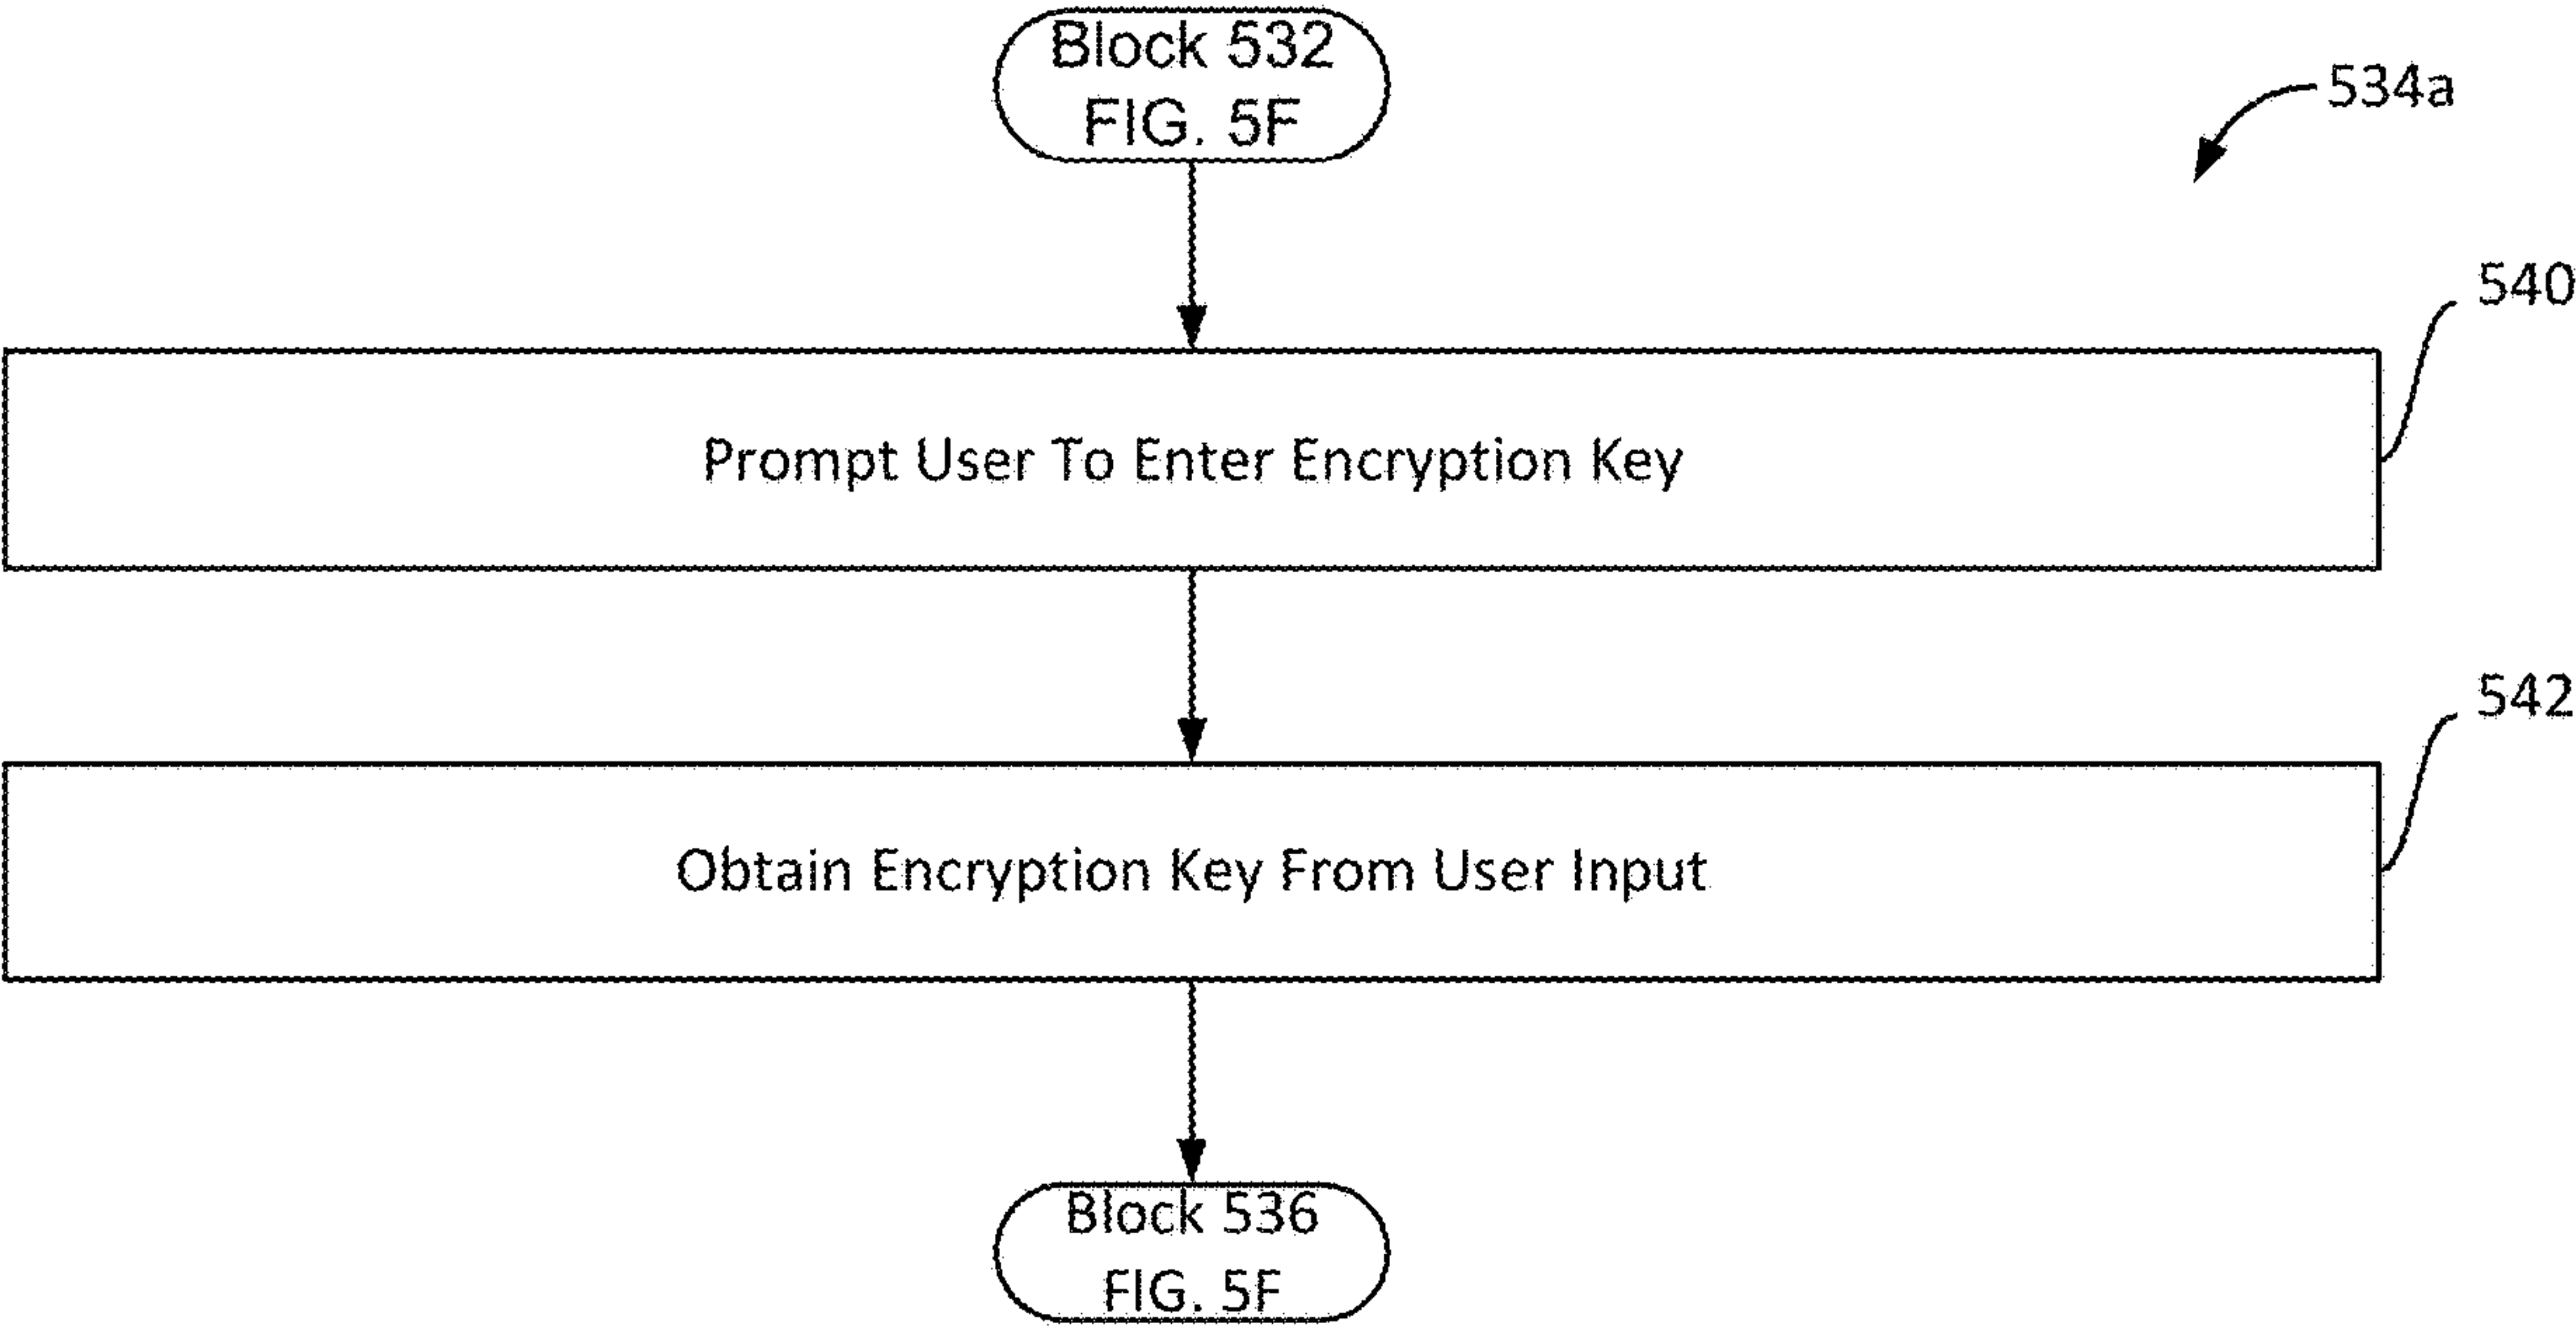 Block 532
FIG. 5F
534a
540
Prompt User To Enter Encryption Key
542
Obtain Encryption Key From User Input
Block 536
FIG. 5F